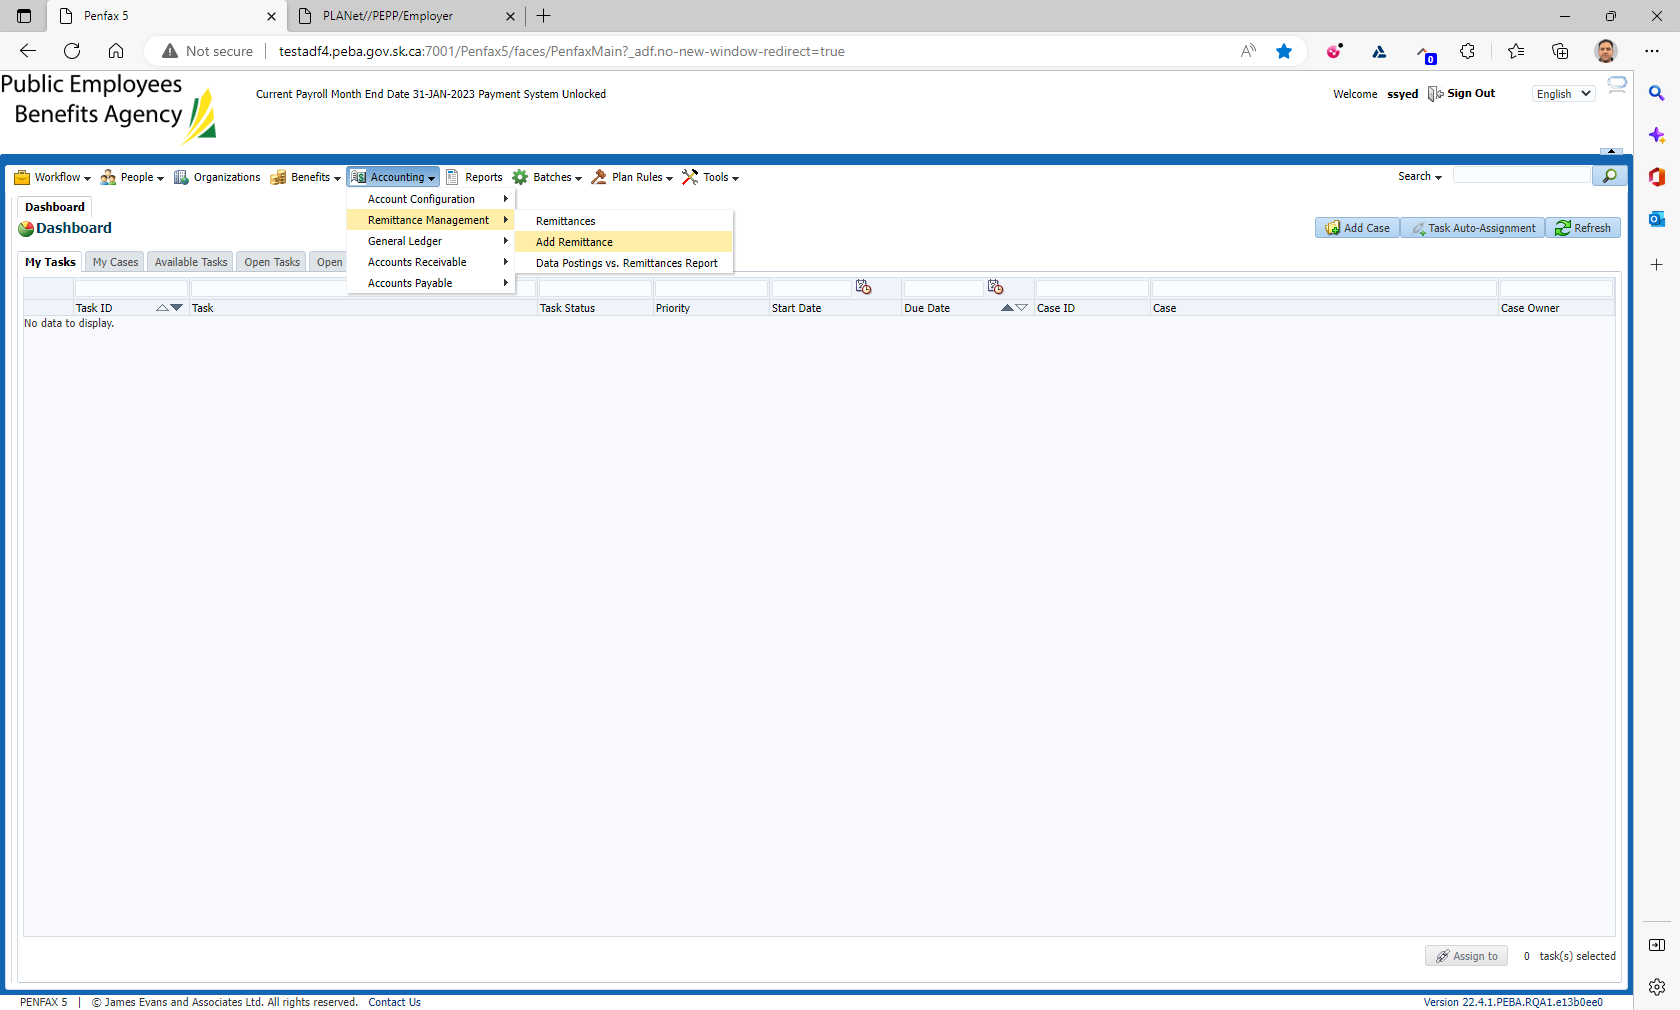 Penfax 5
PLANet//PEPP/Employer
Not secure
testadf4.peba.gov.sk.ca:7001/Penfax5/faces/PenfaxMain?_adf.no-new-window-redirect=true
0
Public Employees
Benefits Agency
Current Payroll Month End Date 31-JAN-2023 Payment System Unlocked
Welcome ssyed Sign Out English
Workflow People Organizations Benefits Accounting Reports Batches Plan Rules Tools Search
Account Configuration
Remittance Management
General Ledger
Accounts Receivable
Accounts Payable
Remittances
Add Remittance
Data Postings vs. Remittances Report
Dashboard
Dashboard
Add Case Task Auto-Assignment Refresh
My Tasks My Cases Available Tasks Open Tasks Open
Task ID Task Task Status Priority Start Date Due Date Case ID Case Case Owner
No data to display.
Assign to 0 task(s) selected
PENFAX 5 | © James Evans and Associates Ltd. All rights reserved. Contact Us
Version 22.4.1.PEBA.RQA1.e13b0ee0